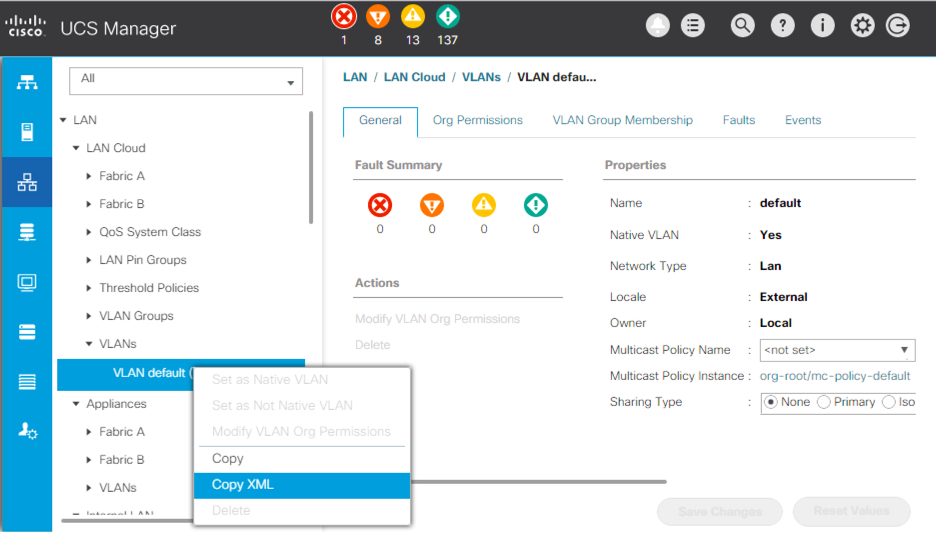 CISCO
UCS Manager
1 8 13 137
All
LAN
LAN Cloud
Fabric A
Fabric B
QoS System Class
LAN Pin Groups
Threshold Policies
VLAN Groups
VLANs
VLAN default (
Appliances
Fabric A
Fabric B
VLANs
Internal LAN
Set as Native VLAN
Set as Not Native VLAN
Modify VLAN Org Permissions
Copy
Copy XML
Delete
LAN / LAN Cloud / VLANs / VLAN defau...
General Org Permissions VLAN Group Membership Faults Events
Fault Summary
0 0 0 0
Actions
Modify VLAN Org Permissions
Delete
Properties
Name : default
Native VLAN : Yes
Network Type : Lan
Locale : External
Owner : Local
Multicast Policy Name : <not set>
Multicast Policy Instance : org-root/mc-policy-default
Sharing Type : None Primary Iso
Save Changes Reset Values